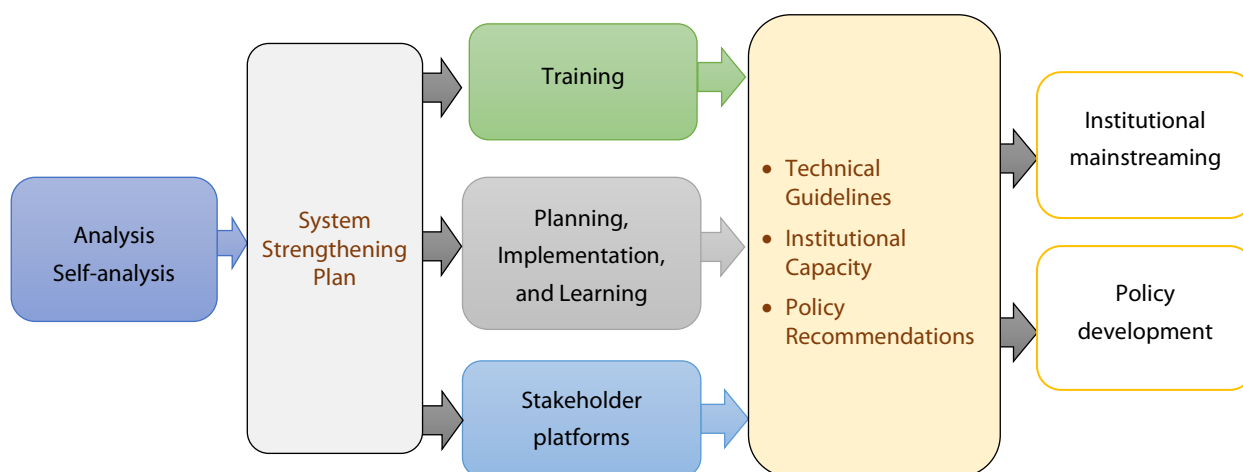 Analysis
Self-analysis
System
Strengthening
Plan
Training
Planning,
Implementation,
and Learning
Stakeholder
platforms
• Technical
Guidelines
• Institutional
Capacity
• Policy
Recommendations
Institutional
mainstreaming
Policy
development